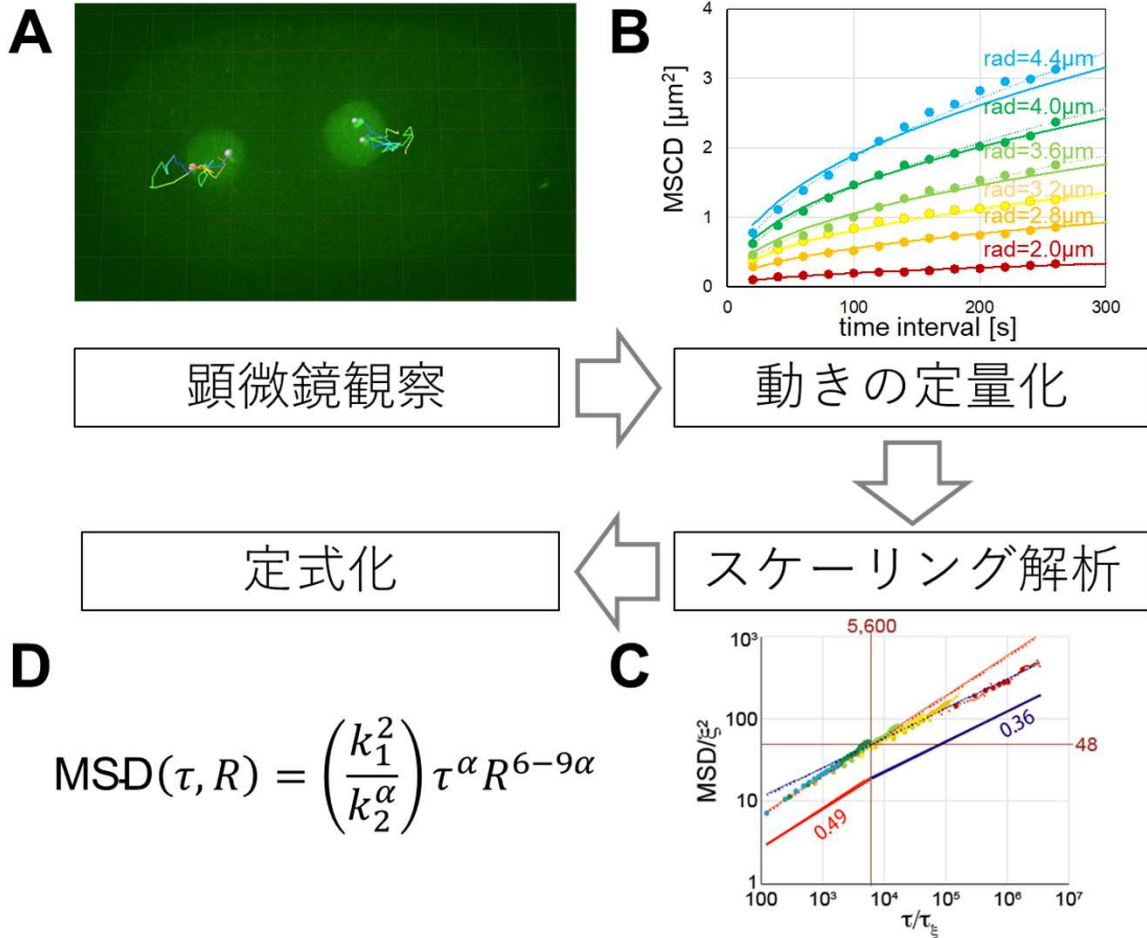 A
B
MSCD [μm²]
4
3
2
1
0
rad=4.4μm
rad=4.0μm
rad=3.6μm
rad=3.2μm
rad=2.8μm
rad=2.0μm
0
100
200
300
time interval [s]
顕微鏡観察
動きの定量化
定式化
スケーリング解析
D
MSD(τ, R) = (k₁²/k₂^α) τ^α R^{6−9α}
C
5,600
MSD/ξ²
10³
100
10
1
48
0.36
0.49
100
10³
10⁴
10⁵
10⁶
10⁷
τ/τ_ξ